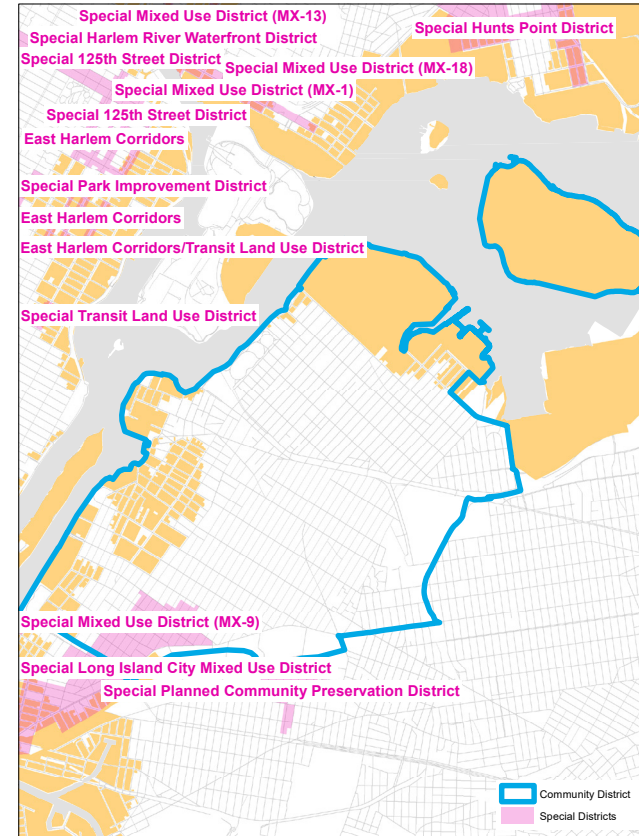 Special Mixed Use District (MX-13)
Special Hunts Point District
Special Harlem River Waterfront District
Special 125th Street District
Special Mixed Use District (MX-18)
Special Mixed Use District (MX-1)
Special 125th Street District
East Harlem Corridors
Special Park Improvement District
East Harlem Corridors
East Harlem Corridors/Transit Land Use District
Special Transit Land Use District
Special Mixed Use District (MX-9)
Special Long Island City Mixed Use District
Special Planned Community Preservation District
Community District
Special Districts